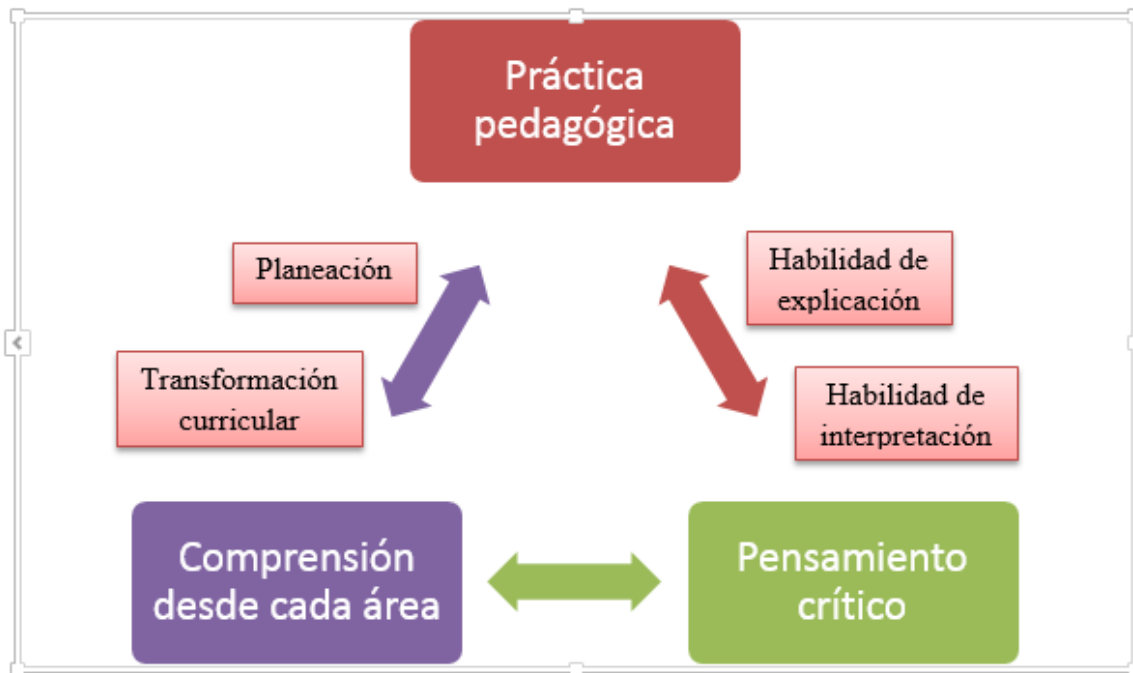 Práctica
pedagógica
Planeación
Habilidad de
explicación
Transformación
curricular
Habilidad de
interpretación
Comprensión
desde cada área
Pensamiento
crítico